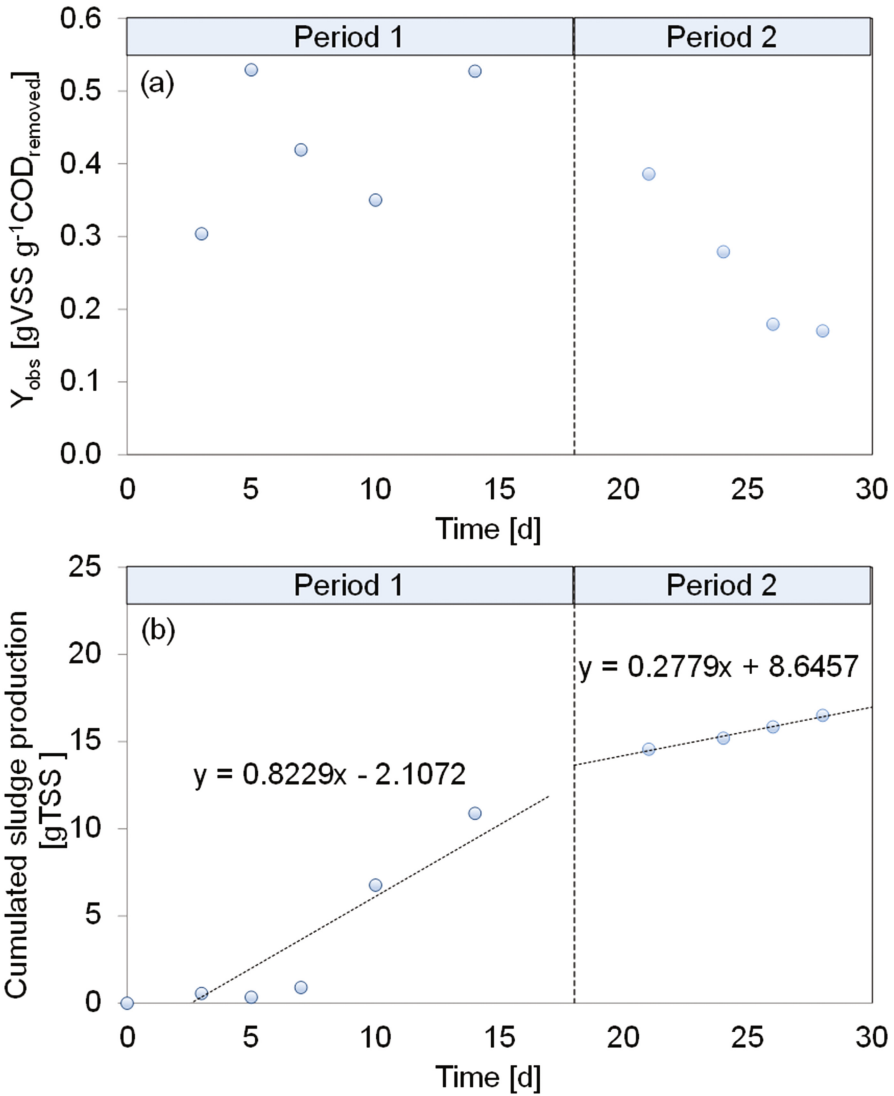 Period 1 Period 2
(a)
Y_obs [gVSS g⁻¹COD_removed]
0.6
0.5
0.4
0.3
0.2
0.1
0.0
0 5 10 15 20 25 30
Time [d]
Period 1 Period 2
(b)
Cumulated sludge production
[gTSS ]
25
20
15
10
5
0
y = 0.8229x - 2.1072
y = 0.2779x + 8.6457
0 5 10 15 20 25 30
Time [d]